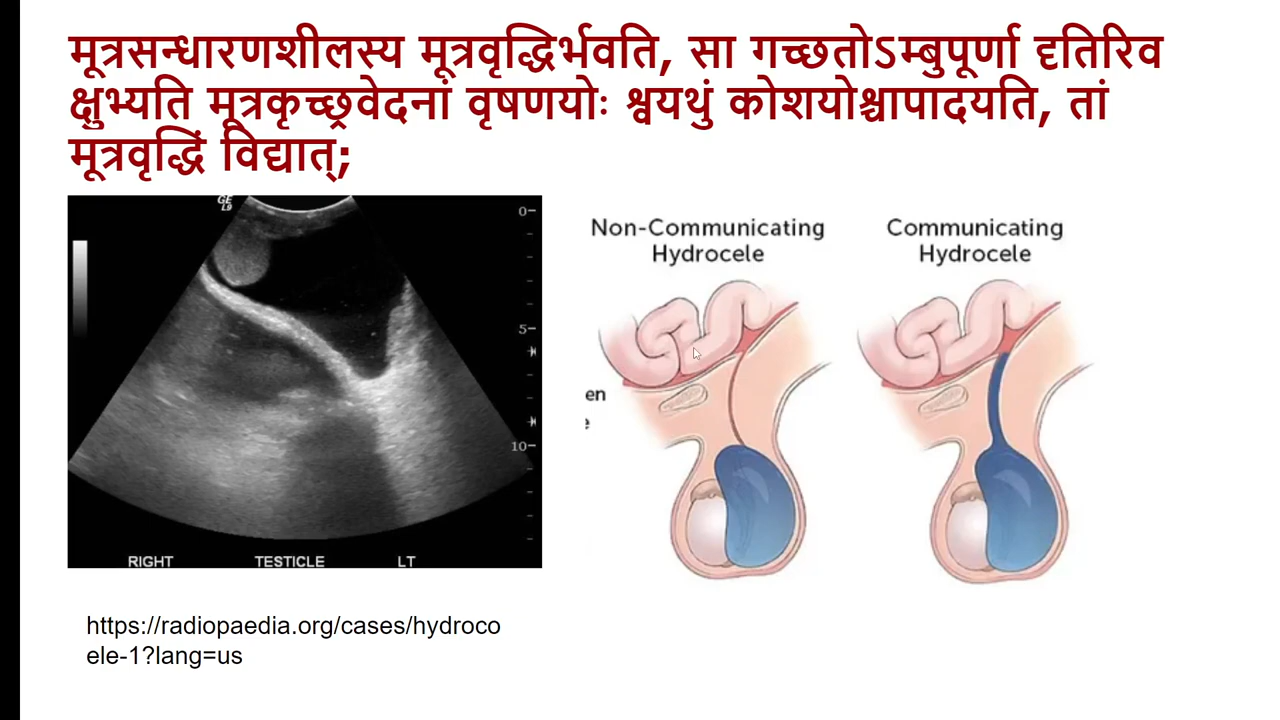 मूत्रसन्धारणशीलस्य मूत्रवृद्धिर्भवति, सा गच्छतोऽम्बुपूर्णा दृतिरिव
क्षुभ्यति मूत्रकृच्छ्रवेदनां वृषणयोः श्वयथुं कोशयोश्चापादयति, तां
मूत्रवृद्धिं विद्यात्;
GE
L9
0
5
10
RIGHT TESTICLE LT
Non-Communicating
Hydrocele
Communicating
Hydrocele
en
e
https://radiopaedia.org/cases/hydroco
ele-1?lang=us